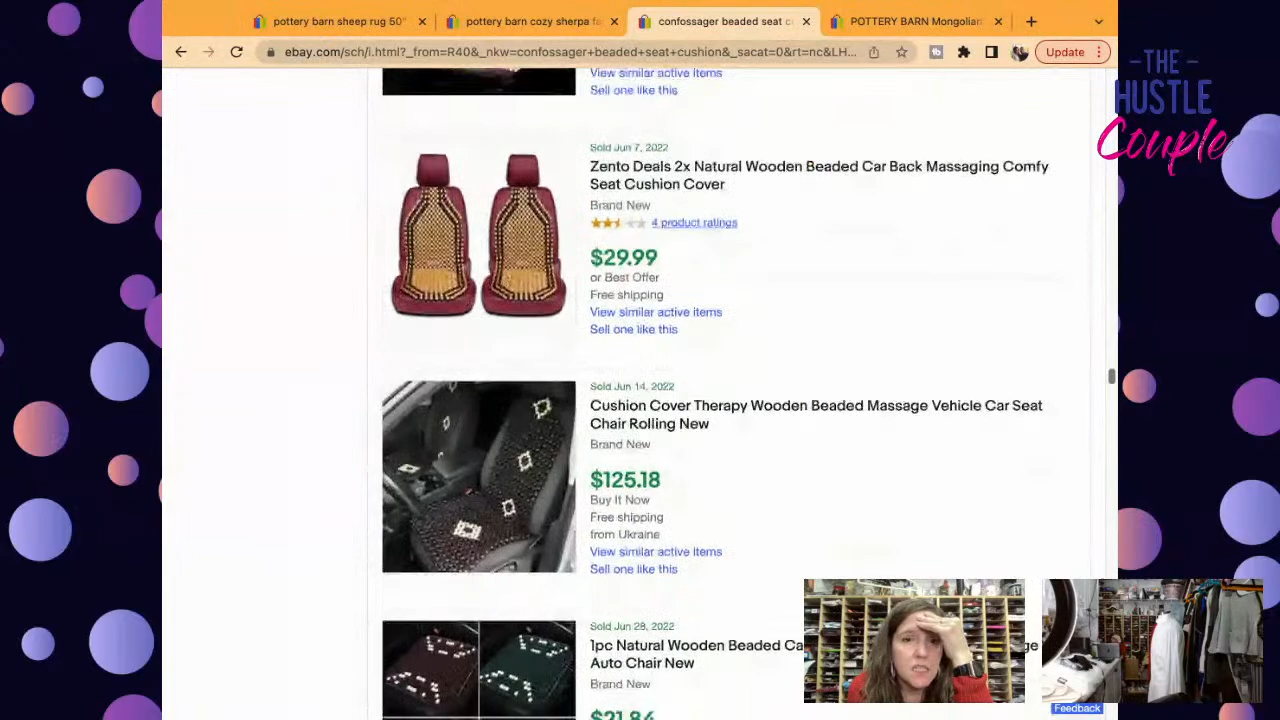 pottery barn sheep rug 50"
pottery barn cozy sherpa fa
confossager beaded seat c
POTTERY BARN Mongolian
ebay.com/sch/i.html?_from=R40&_nkw=confossager+beaded+seat+cushion&_sacat=0&rt=nc&LH...
Update
THE
HUSTLE
Couple
View similar active items
Sell one like this
Sold Jun 7, 2022
Zento Deals 2x Natural Wooden Beaded Car Back Massaging Comfy
Seat Cushion Cover
Brand New
4 product ratings
$29.99
or Best Offer
Free shipping
View similar active items
Sell one like this
Sold Jun 14, 2022
Cushion Cover Therapy Wooden Beaded Massage Vehicle Car Seat
Chair Rolling New
Brand New
$125.18
Buy It Now
Free shipping
from Ukraine
View similar active items
Sell one like this
Sold Jun 28, 2022
1pc Natural Wooden Beaded Ca
Auto Chair New
Brand New
$21.84
Feedback